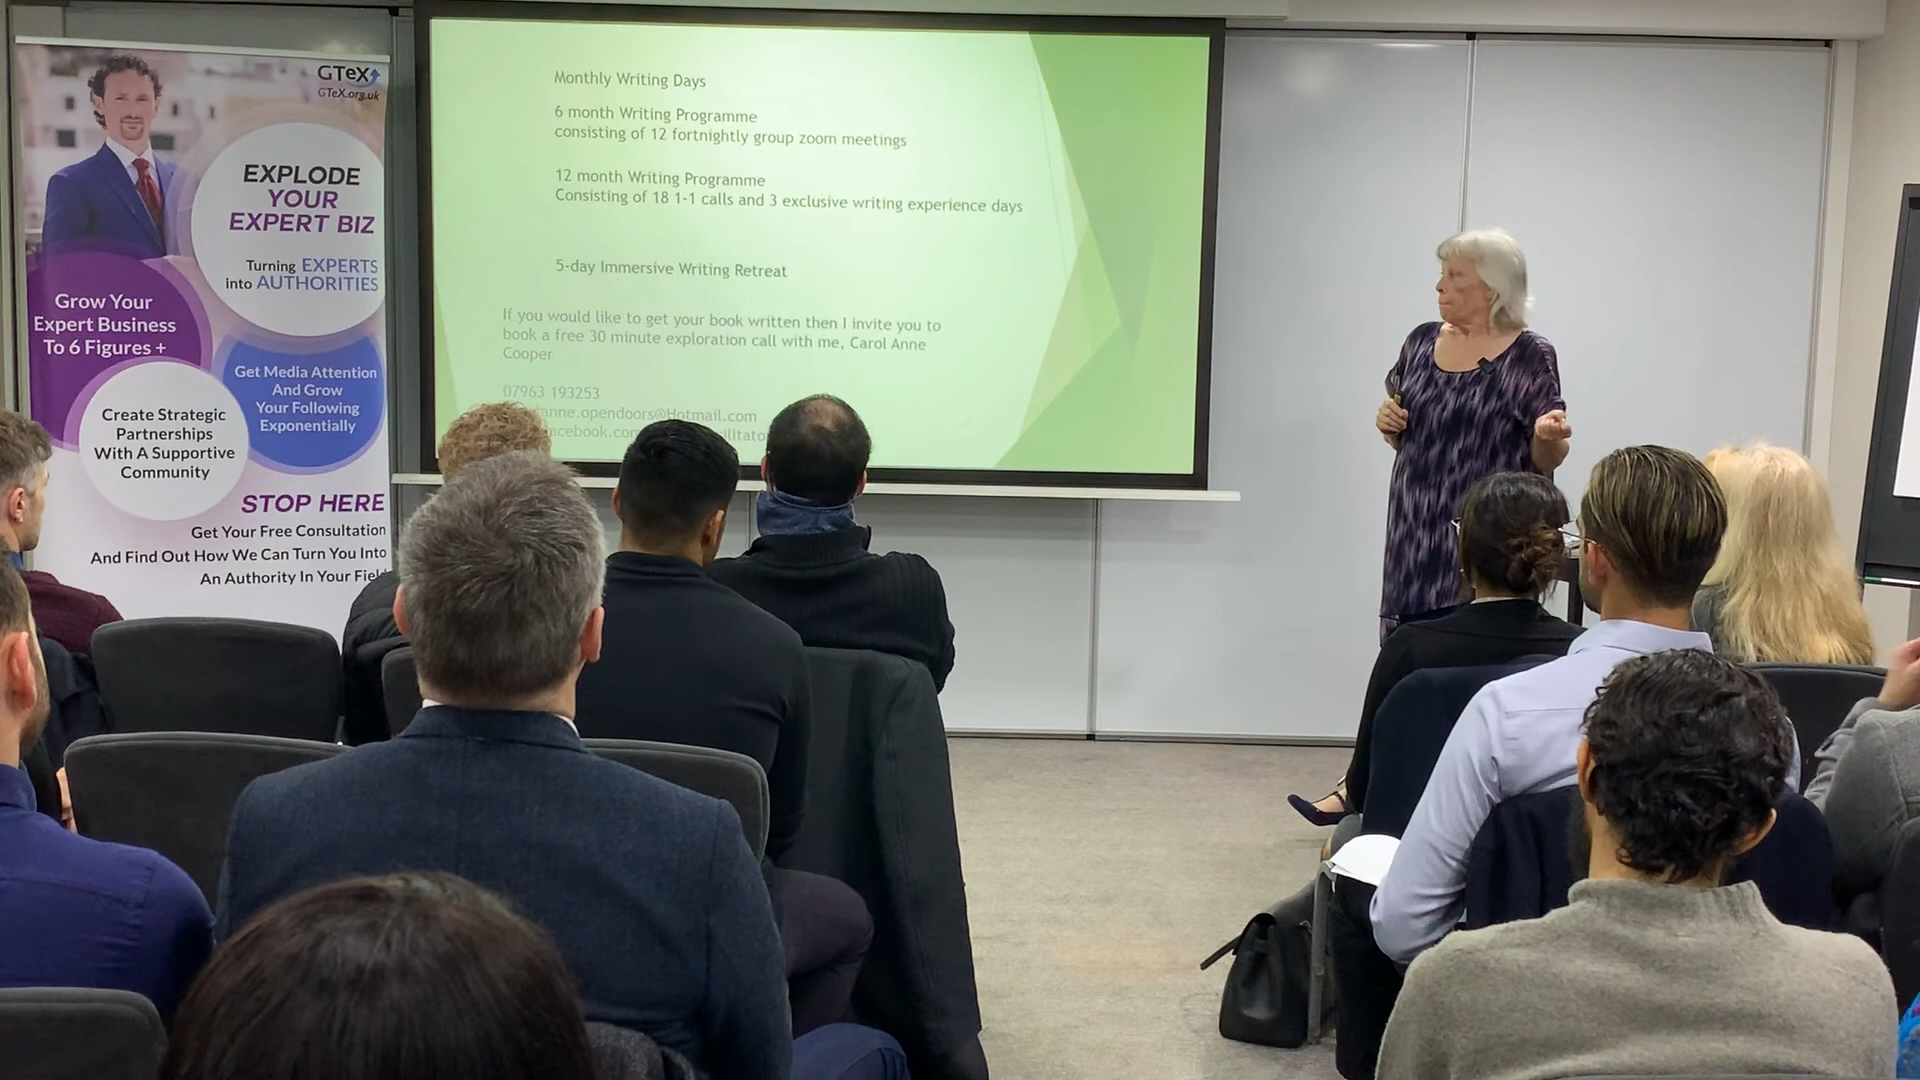 GTeX
GTeX.org.uk
EXPLODE
YOUR
EXPERT BIZ
Turning EXPERTS
into AUTHORITIES
Grow Your
Expert Business
To 6 Figures +
Get Media Attention
And Grow
Your Following
Exponentially
Create Strategic
Partnerships
With A Supportive
Community
STOP HERE
Get Your Free Consultation
And Find Out How We Can Turn You Into
An Authority In Your Field
Monthly Writing Days
6 month Writing Programme
consisting of 12 fortnightly group zoom meetings
12 month Writing Programme
Consisting of 18 1-1 calls and 3 exclusive writing experience days
5-day Immersive Writing Retreat
If you would like to get your book written then I invite you to
book a free 30 minute exploration call with me, Carol Anne
Cooper
07963 193253
anne.opendoors@Hotmail.com